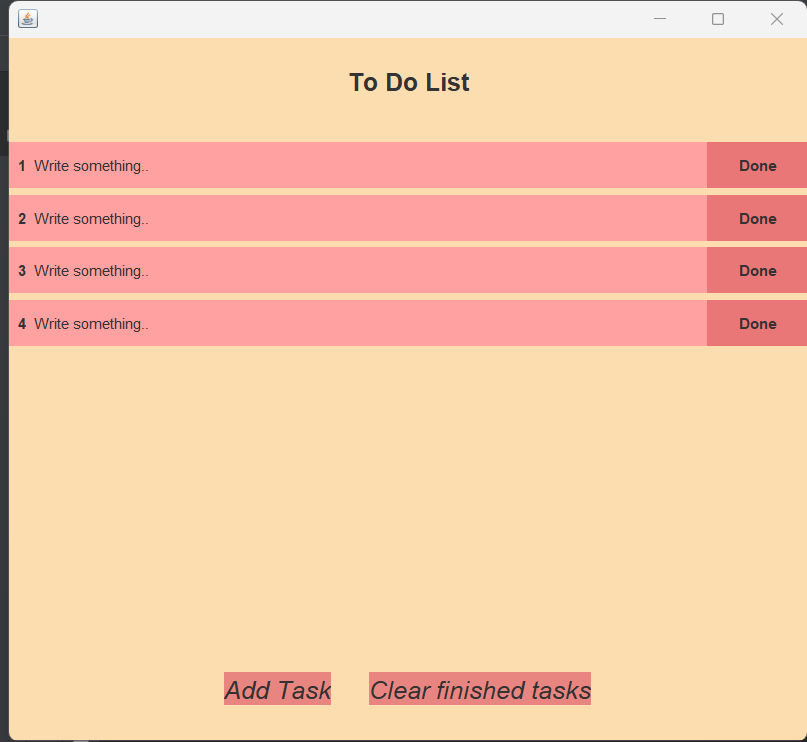 To Do List
1 Write something.. Done
2 Write something.. Done
3 Write something.. Done
4 Write something.. Done
Add Task Clear finished tasks